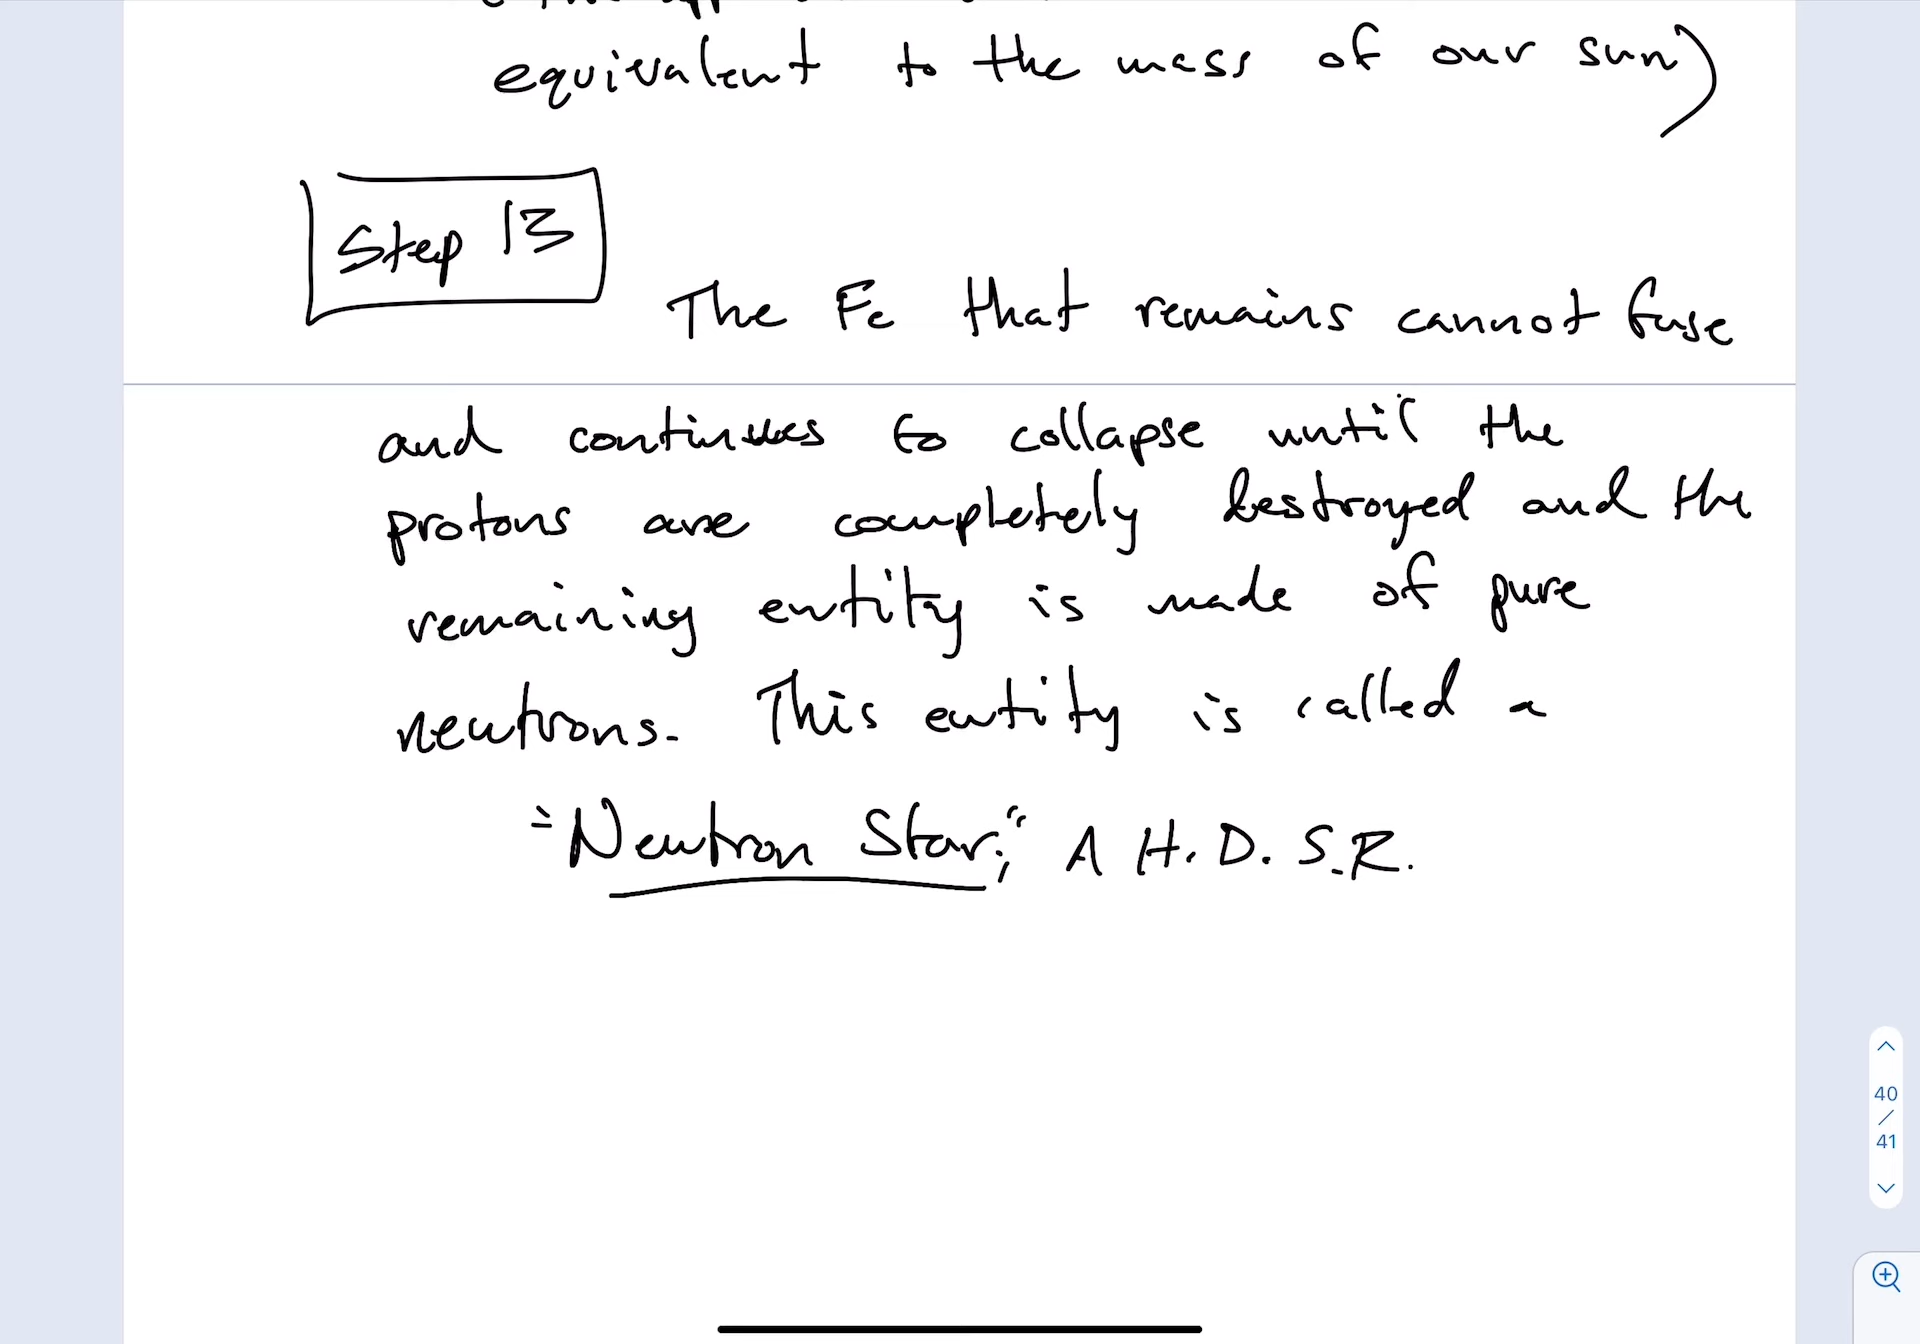 equivalent to the mass of our sun)
Step 13
The Fe that remains cannot fuse
and continues to collapse until the
protons are completely destroyed and the
remaining entity is made of pure
neutrons. This entity is called a
"Neutron Star;" A H. D. S.R.
40
/
41